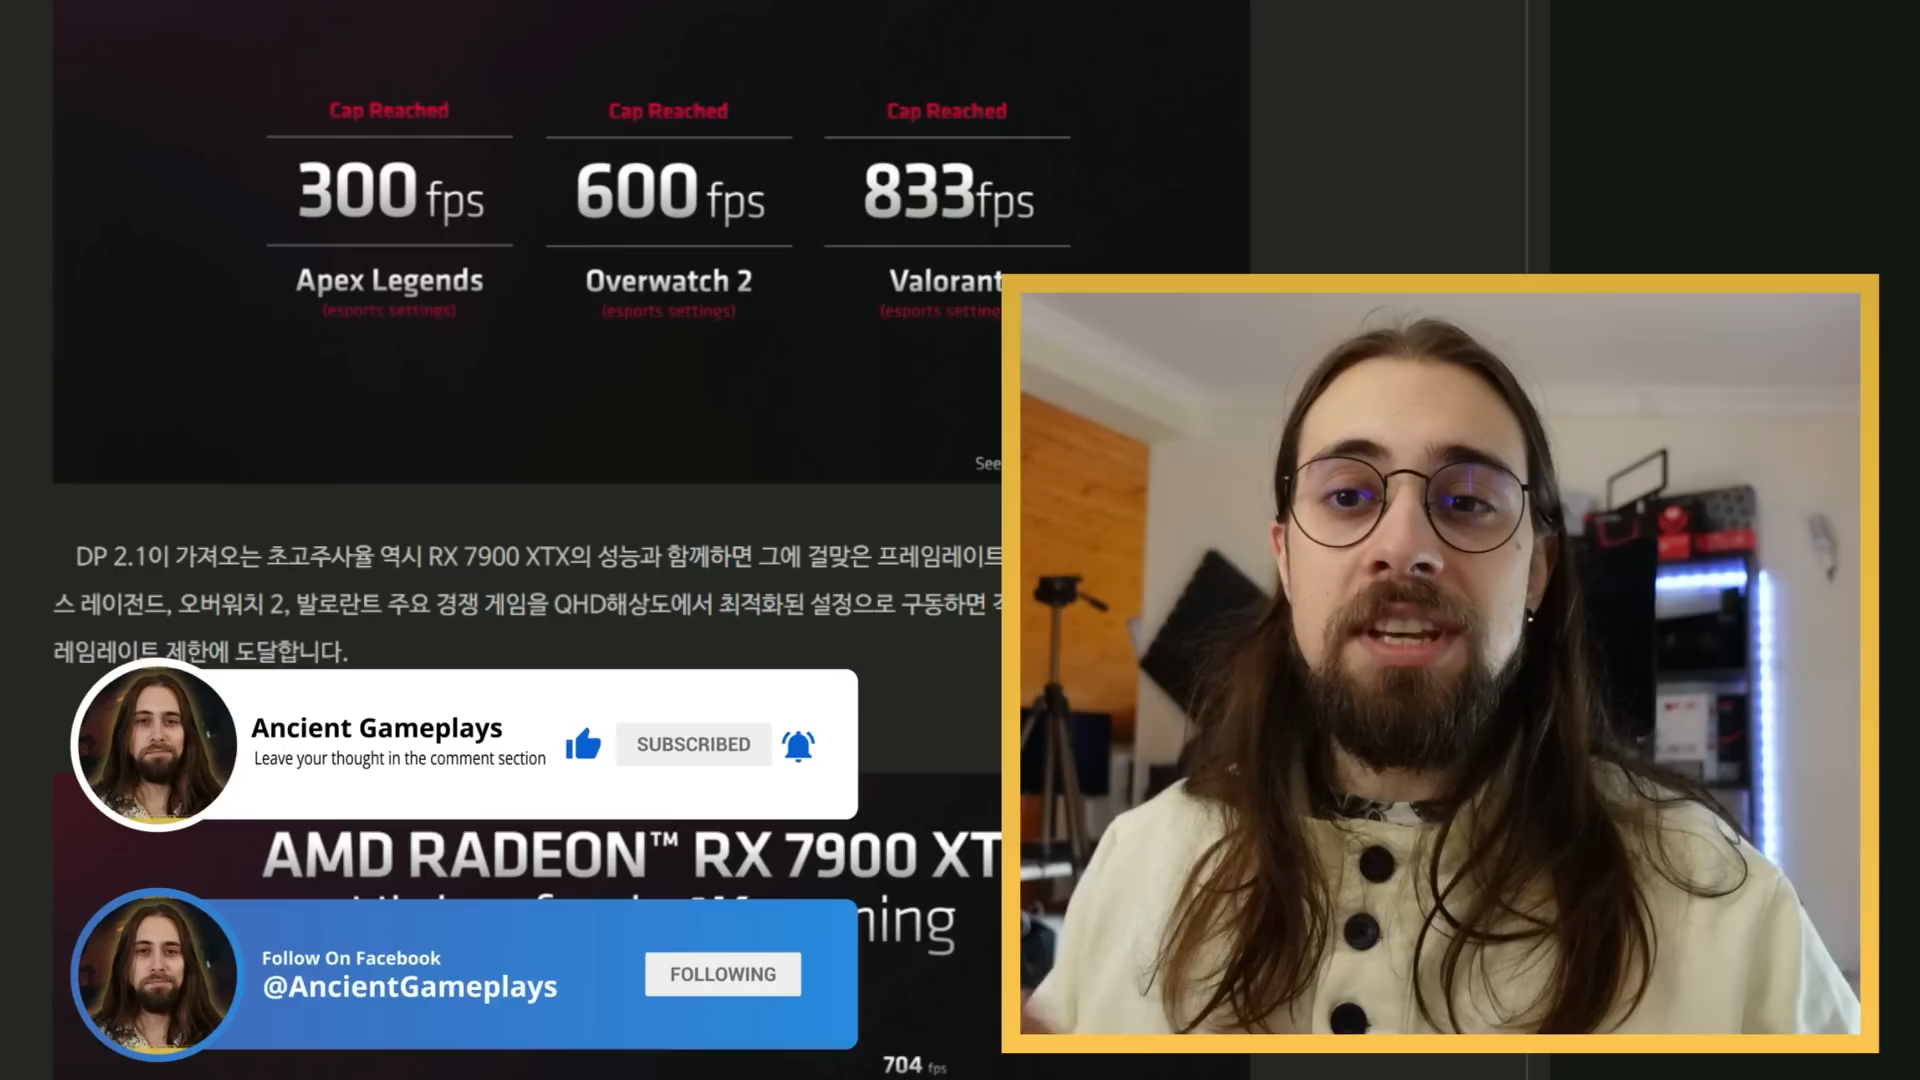 Cap Reached
Cap Reached
Cap Reached
300 fps
600 fps
833fps
Apex Legends
Overwatch 2
Valorant
(esports settings)
(esports settings)
(esports
See
DP 2.1이 가져오는 초고주사율 역시 RX 7900 XTX의 성능과 함께하면 그에 걸맞은 프레임레이트
스 레이전드, 오버워치 2, 발로란트 주요 경쟁 게임을 QHD해상도에서 최적화된 설정으로 구동하면
레임레이트 제한에 도달합니다.
Ancient Gameplays
Leave your thought in the comment section
SUBSCRIBED
AMD RADEON™ RX 7900 XT
Follow On Facebook
@AncientGameplays
FOLLOWING
704 fps